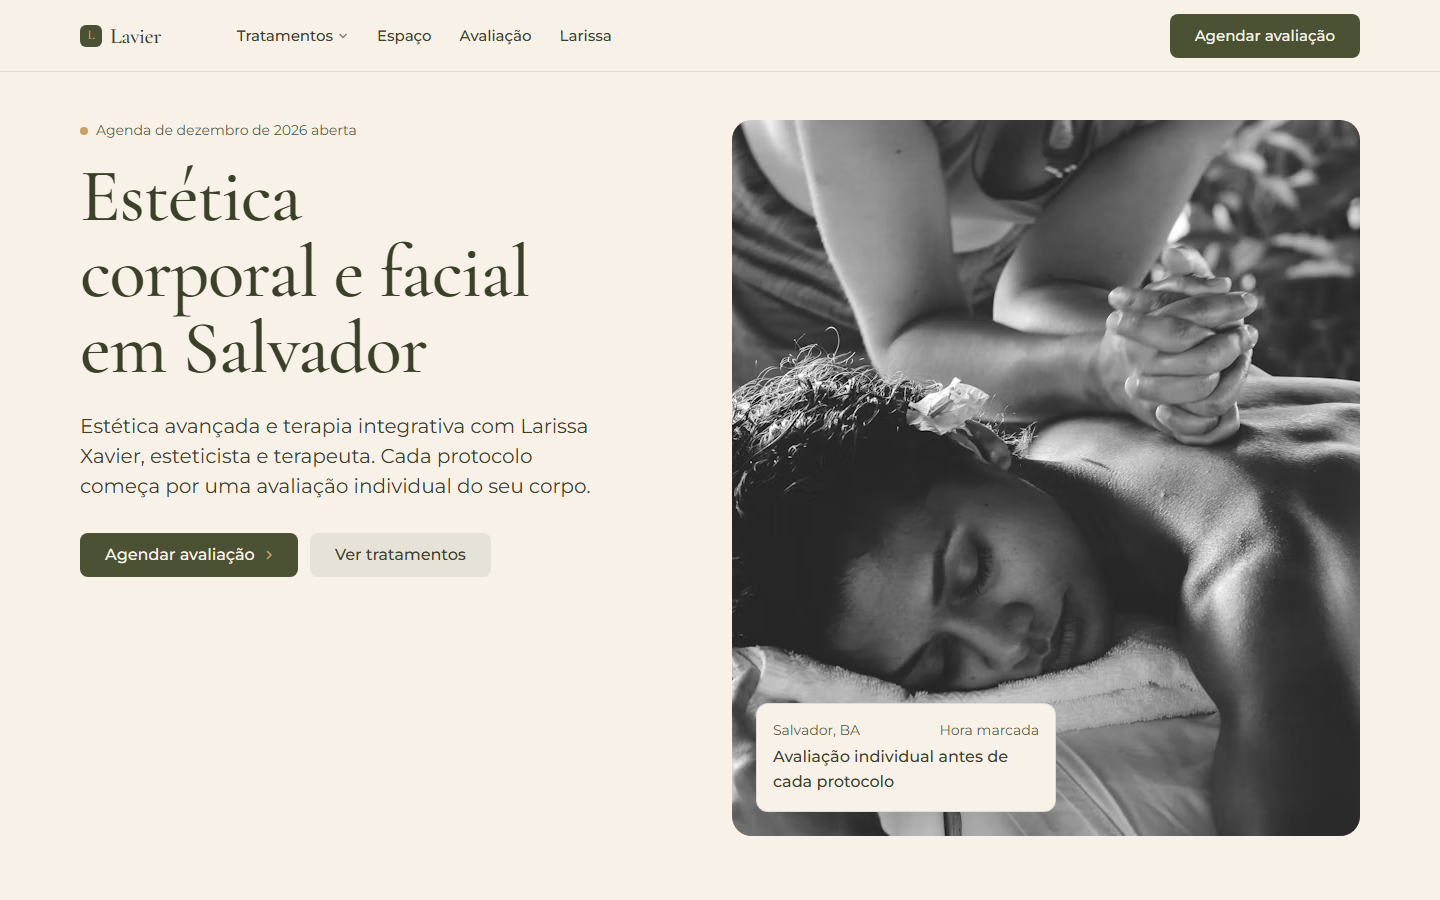 L Lavier
Tratamentos
Espaço
Avaliação
Larissa
Agendar avaliação
Agenda de dezembro de 2026 aberta
Estética
corporal e facial
em Salvador
Estética avançada e terapia integrativa com Larissa
Xavier, esteticista e terapeuta. Cada protocolo
começa por uma avaliação individual do seu corpo.
Agendar avaliação
Ver tratamentos
Salvador, BA
Hora marcada
Avaliação individual antes de
cada protocolo